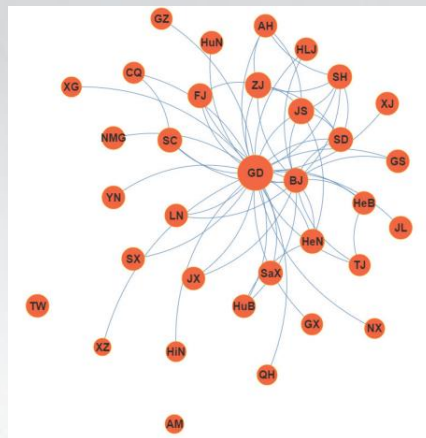 GZ
AH
HuN
HLJ
CQ
SH
XG
FJ
ZJ
XJ
JS
NMG
SC
SD
GS
GD
BJ
YN
HeB
LN
JL
HeN
SX
TJ
JX
SaX
TW
HuB
GX
NX
XZ
HiN
QH
AM